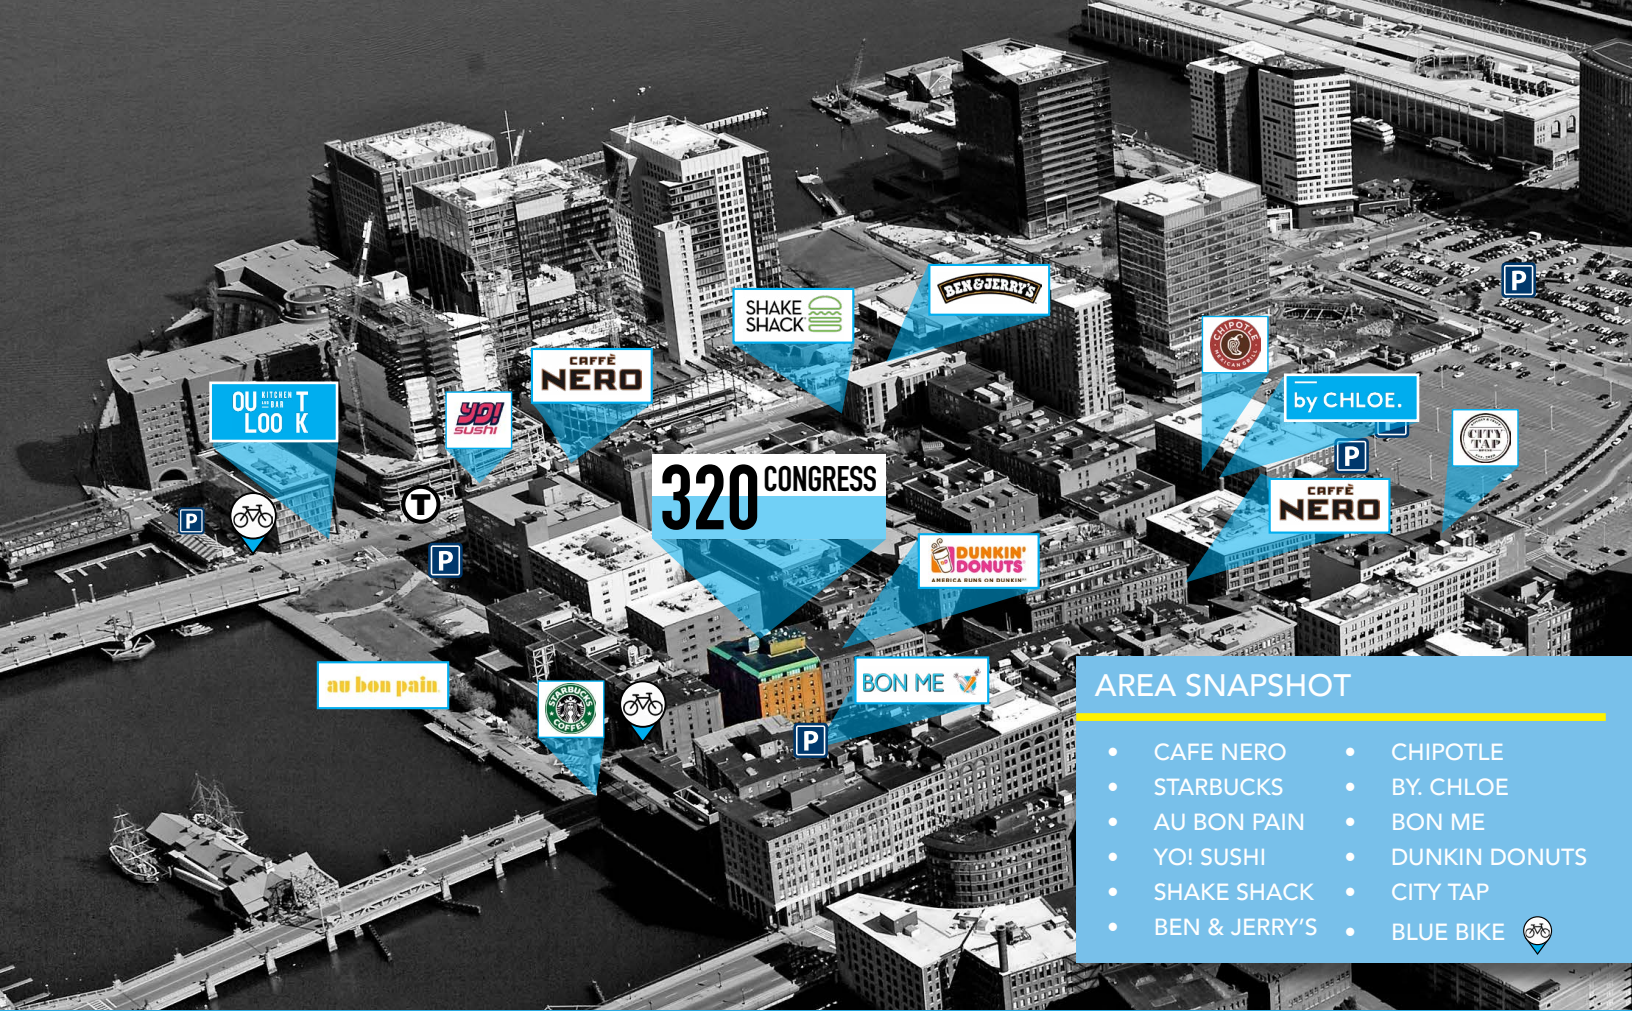 P
BEN & JERRY'S
SHAKE
SHACK
CHIPOTLE
MEXICAN GRILL
CAFFÈ
NERO
by CHLOE.
OUTLOOK
KITCHEN
AND BAR
YO!
SUSHI
CITY
TAP
P
320 CONGRESS
CAFFÈ
NERO
T
P
P
DUNKIN'
DONUTS
AMERICA RUNS ON DUNKIN'
au bon pain.
STARBUCKS
COFFEE
BON ME
P
AREA SNAPSHOT
• CAFE NERO
• STARBUCKS
• AU BON PAIN
• YO! SUSHI
• SHAKE SHACK
• BEN & JERRY'S
• CHIPOTLE
• BY. CHLOE
• BON ME
• DUNKIN DONUTS
• CITY TAP
• BLUE BIKE